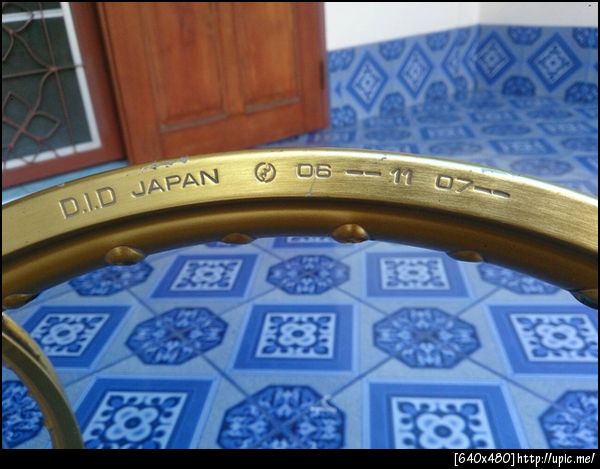 D.I.D JAPAN 06 -- 11 07--
[640x480]http://upic.me/